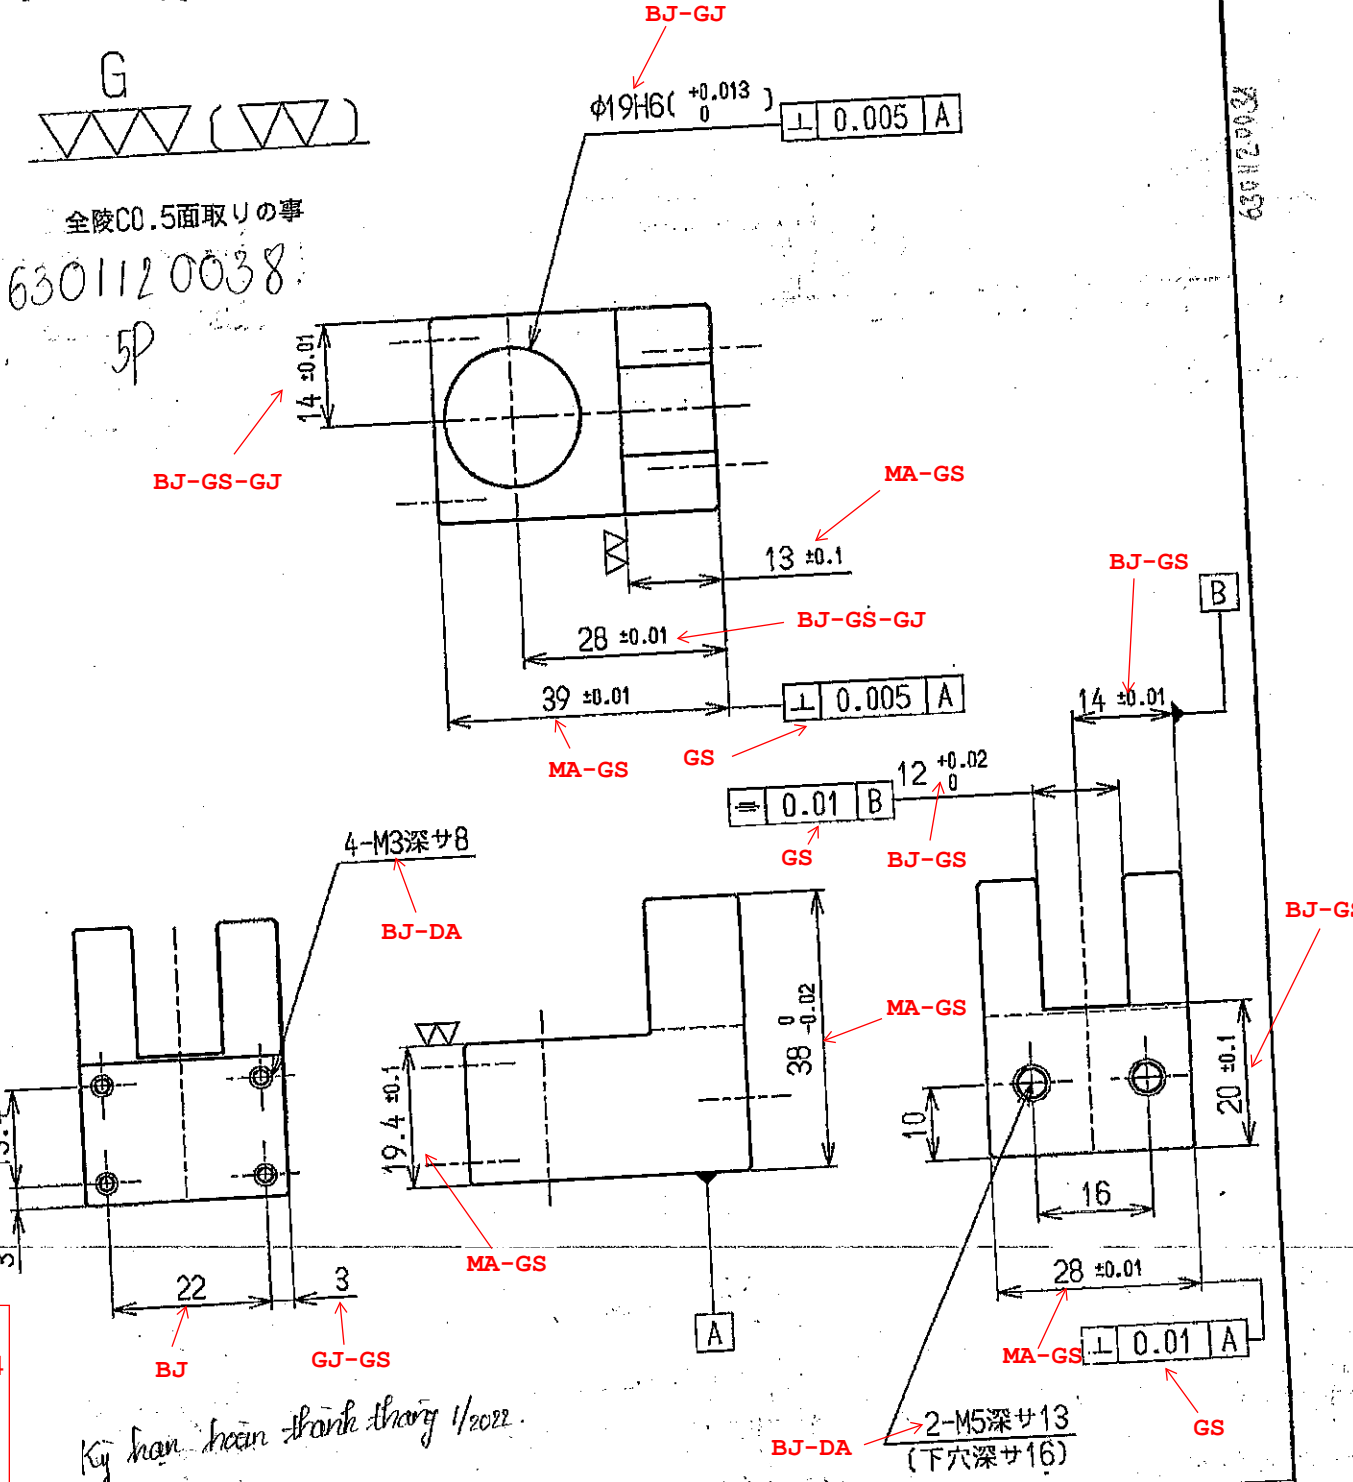 BJ-GJ
G
φ19H6( +0.013 0 )
⊥ 0.005 A
6301120038
全陵C0.5面取りの事
6301120038
5P
14 ±0.01
BJ-GS-GJ
MA-GS
13 ±0.1
BJ-GS
B
BJ-GS-GJ
28 ±0.01
39 ±0.01
⊥ 0.005 A
14 ±0.01
MA-GS
GS
12 +0.02 0
⌯ 0.01 B
GS
BJ-GS
4-M3深サ8
BJ-DA
BJ-GS
38 0 -0.02
MA-GS
19.4 ±0.1
20 ±0.1
10
3
16
MA-GS
22
3
28 ±0.01
A
BJ
GJ-GS
MA-GS
⊥ 0.01 A
GS
Kỳ hạn hoàn thành tháng 1/2022.
BJ-DA
2-M5深サ13
(下穴深サ16)